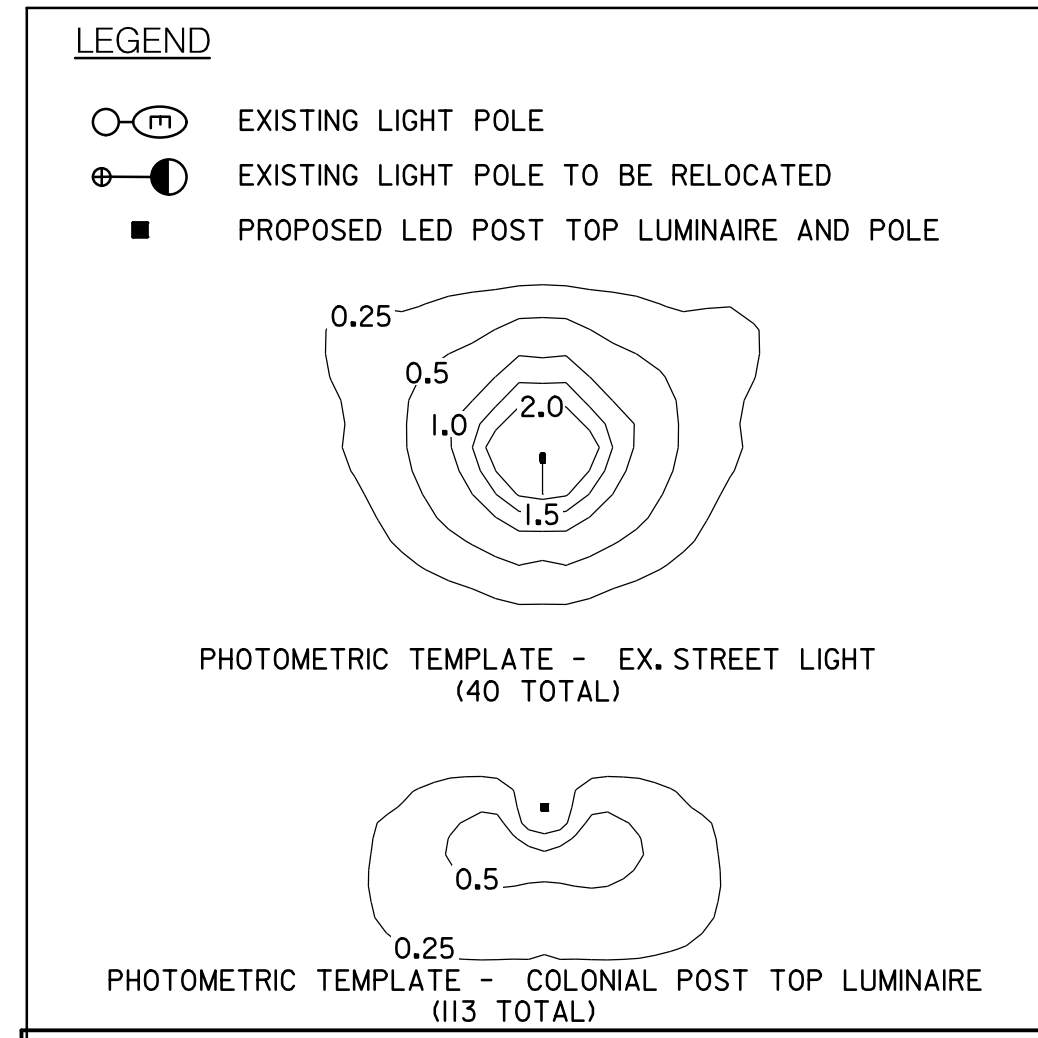 LEGEND
E
EXISTING LIGHT POLE
EXISTING LIGHT POLE TO BE RELOCATED
PROPOSED LED POST TOP LUMINAIRE AND POLE
0.25
0.5
2.0
1.0
1.5
PHOTOMETRIC TEMPLATE - EX. STREET LIGHT
(40 TOTAL)
0.5
0.25
PHOTOMETRIC TEMPLATE - COLONIAL POST TOP LUMINAIRE
(113 TOTAL)